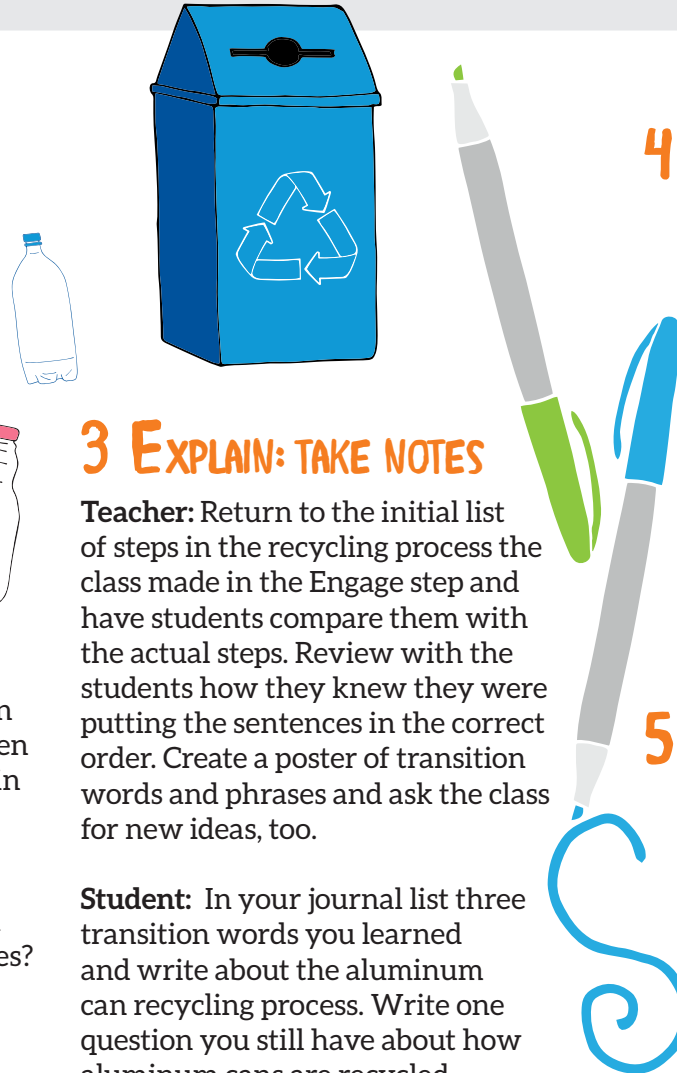 4
3 EXPLAIN: TAKE NOTES
Teacher: Return to the initial list
of steps in the recycling process the
class made in the Engage step and
have students compare them with
the actual steps. Review with the
students how they knew they were
putting the sentences in the correct
order. Create a poster of transition
words and phrases and ask the class
for new ideas, too.
5
Student: In your journal list three
transition words you learned
and write about the aluminum
can recycling process. Write one
question you still have about how
aluminum cans are recycled